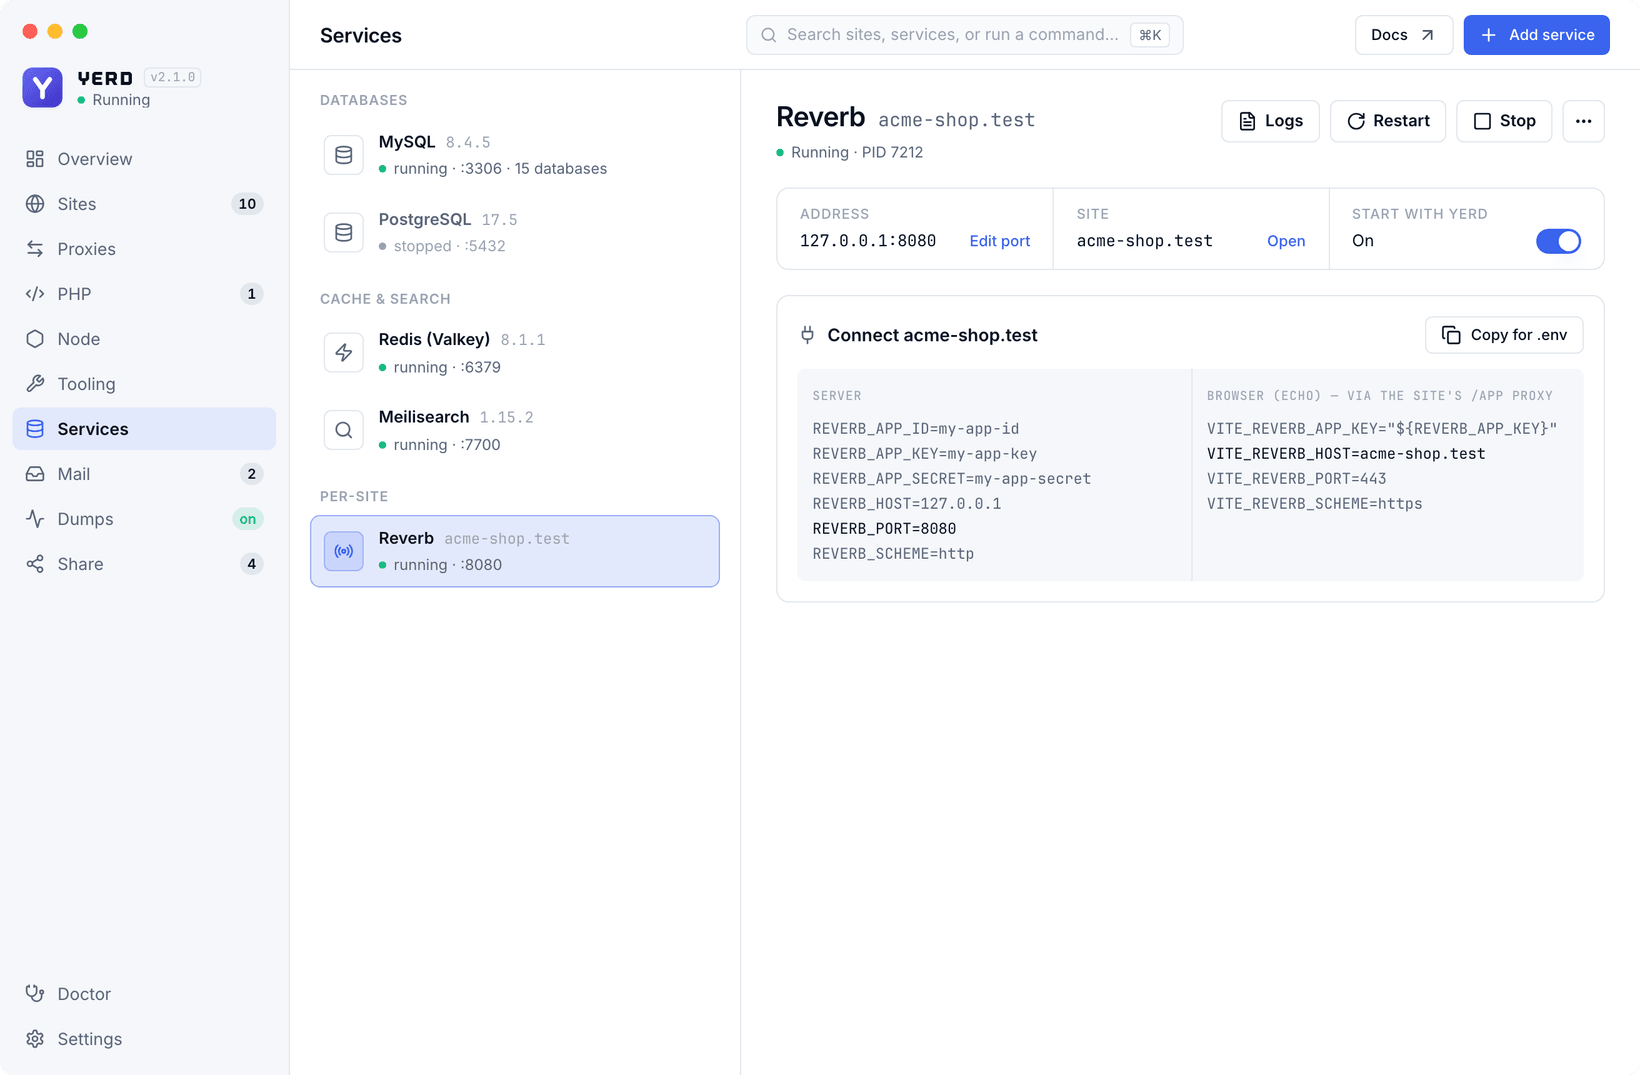 YERD v2.1.0
Running
Overview
Sites 10
Proxies
PHP 1
Node
Tooling
Services
Mail 2
Dumps on
Share 4
Doctor
Settings
Services
Search sites, services, or run a command... ⌘K
Docs
Add service
DATABASES
MySQL 8.4.5
running · :3306 · 15 databases
PostgreSQL 17.5
stopped · :5432
CACHE & SEARCH
Redis (Valkey) 8.1.1
running · :6379
Meilisearch 1.15.2
running · :7700
PER-SITE
Reverb acme-shop.test
running · :8080
Reverb acme-shop.test
Running · PID 7212
Logs
Restart
Stop
ADDRESS
127.0.0.1:8080 Edit port
SITE
acme-shop.test Open
START WITH YERD
On
Connect acme-shop.test
Copy for .env
SERVER
REVERB_APP_ID=my-app-id
REVERB_APP_KEY=my-app-key
REVERB_APP_SECRET=my-app-secret
REVERB_HOST=127.0.0.1
REVERB_PORT=8080
REVERB_SCHEME=http
BROWSER (ECHO) — VIA THE SITE'S /APP PROXY
VITE_REVERB_APP_KEY="${REVERB_APP_KEY}"
VITE_REVERB_HOST=acme-shop.test
VITE_REVERB_PORT=443
VITE_REVERB_SCHEME=https